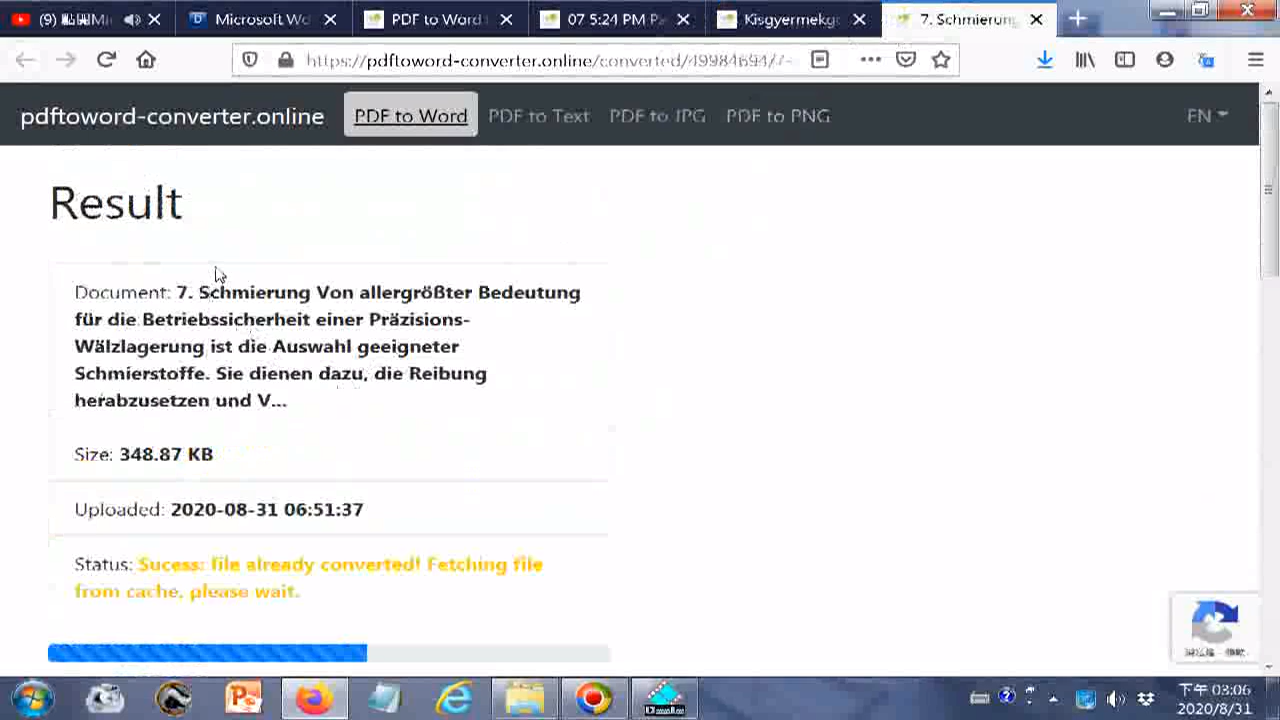 Microsoft Wo
PDF to Word
07 5:24 PM Pa
Kisgyermekg
7. Schmierung
https://pdftoword-converter.online/converted/49984694/7-
pdftoword-converter.online
PDF to Word
PDF to Text
PDF to JPG
PDF to PNG
EN
Result
Document: 7. Schmierung Von allergrößter Bedeutung
für die Betriebssicherheit einer Präzisions-
Wälzlagerung ist die Auswahl geeigneter
Schmierstoffe. Sie dienen dazu, die Reibung
herabzusetzen und V...
Size: 348.87 KB
Uploaded: 2020-08-31 06:51:37
Status: Sucess: file already converted! Fetching file
from cache, please wait.
下午 03:06
2020/8/31